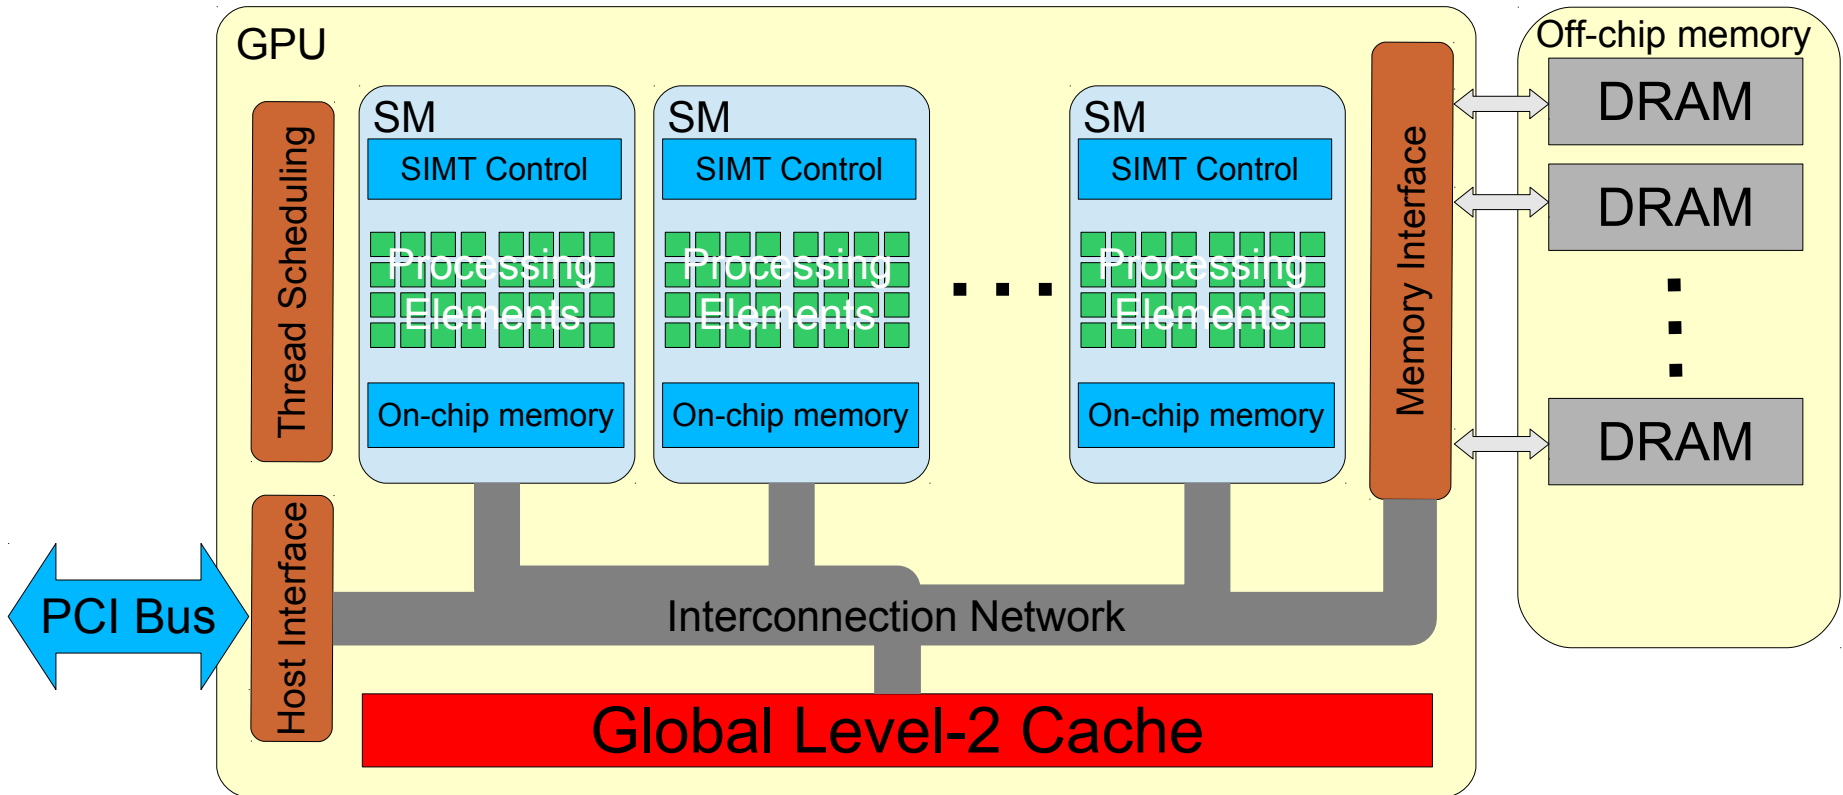 GPU
Off-chip memory
Thread Scheduling
SM
SIMT Control
Processing
Elements
On-chip memory
SM
SIMT Control
Processing
Elements
On-chip memory
SM
SIMT Control
Processing
Elements
On-chip memory
Memory Interface
DRAM
DRAM
DRAM
PCI Bus
Host Interface
Interconnection Network
Global Level-2 Cache